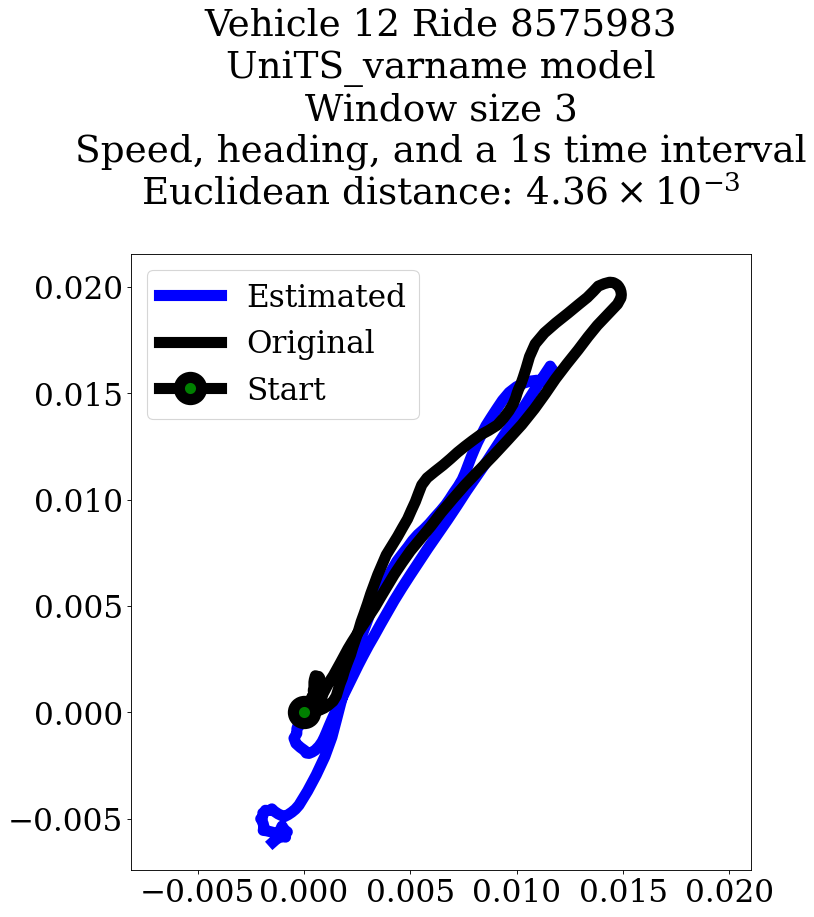 Vehicle 12 Ride 8575983
UniTS_varname model
Window size 3
Speed, heading, and a 1s time interval
Euclidean distance: 4.36 × 10⁻³
Estimated
Original
Start
0.020
0.015
0.010
0.005
0.000
−0.005
−0.005 0.000 0.005 0.010 0.015 0.020